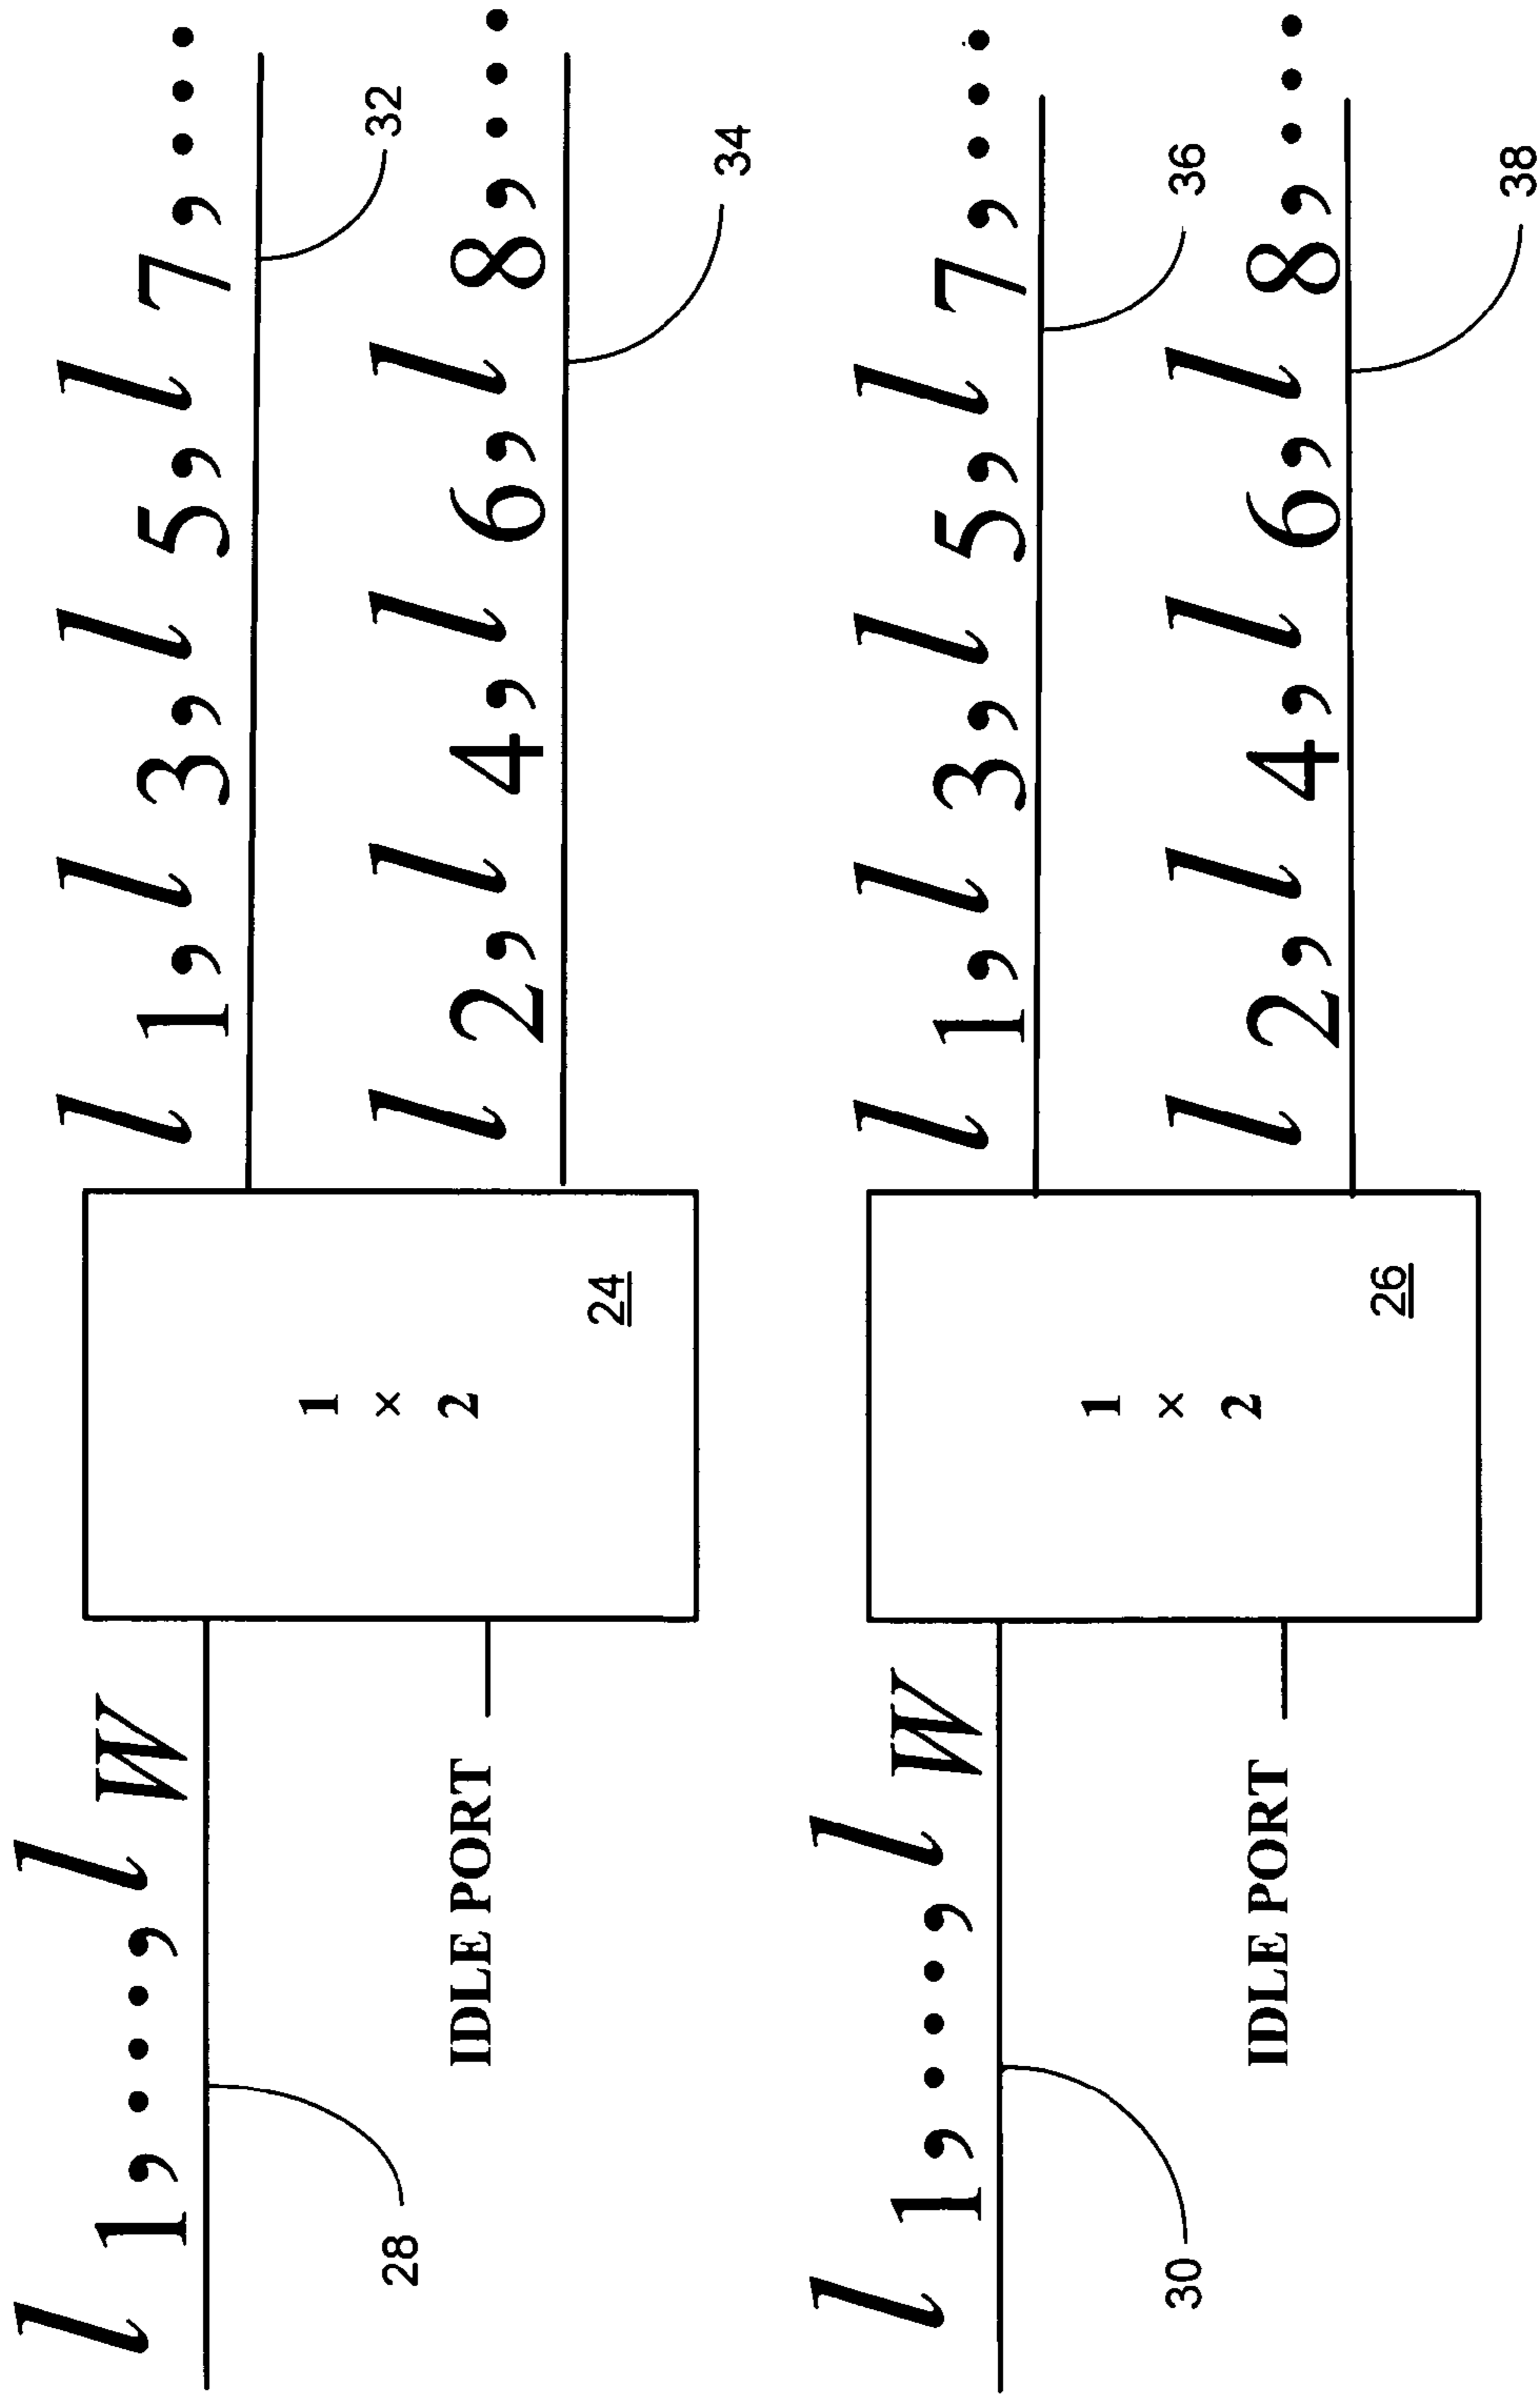 l1,...,lW
28
IDLE PORT
1
×
2
24
l1,l3,l5,l7,...
32
l2,l4,l6,l8,...
34
l1,...,lW
30
IDLE PORT
1
×
2
26
l1,l3,l5,l7,...
36
l2,l4,l6,l8,...
38